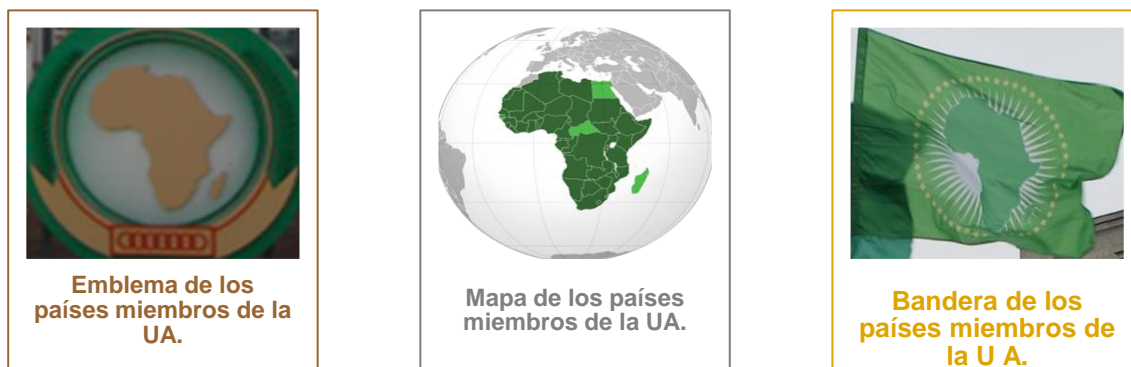 Emblema de los
países miembros de la
UA.
Mapa de los países
miembros de la UA.
Bandera de los
países miembros de
la U A.